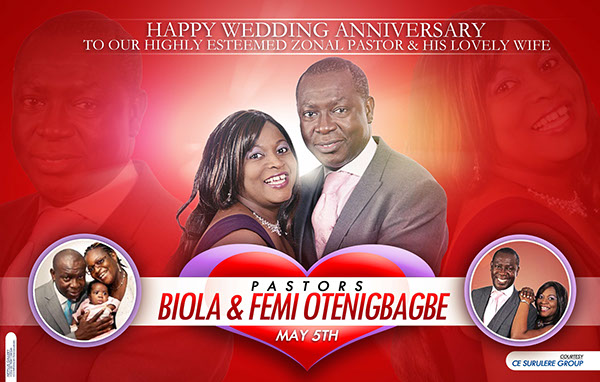 HAPPY WEDDING ANNIVERSARY
TO OUR HIGHLY ESTEEMED ZONAL PASTOR & HIS LOVELY WIFE
PASTORS
BIOLA & FEMI OTENIGBAGBE
MAY 5TH
COURTESY
CE SURULERE GROUP